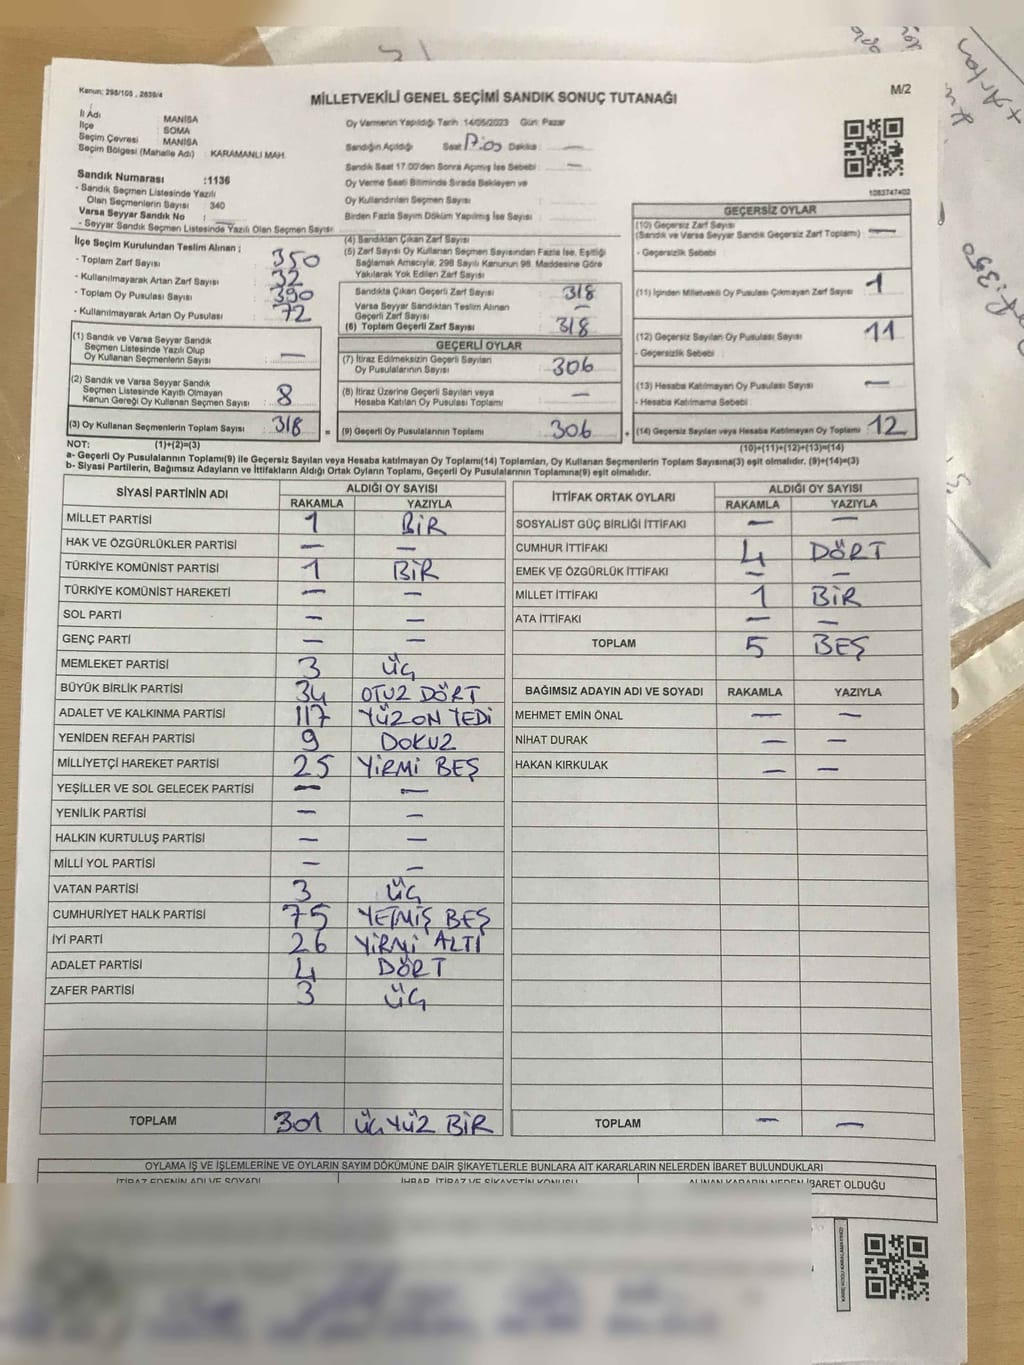 Kanun: 298/105 , 2839/4
MİLLETVEKİLİ GENEL SEÇİMİ SANDIK SONUÇ TUTANAĞI
M/2
İl Adı MANİSA
İlçe SOMA
Seçim Çevresi MANİSA
Seçim Bölgesi (Mahalle Adı) : KARAMANLI MAH.
Sandık Numarası :1136
- Sandık Seçmen Listesinde Yazılı
Olan Seçmenlerin Sayısı : 340
Varsa Seyyar Sandık No : —
- Seyyar Sandık Seçmen Listesinde Yazılı Olan Seçmen Sayısı
Oy Vermenin Yapıldığı Tarih :14/05/2023 Gün: Pazar
Sandığın Açıldığı Saat Dakika : —
Sandık Saat 17.00'den Sonra Açılmış İse Sebebi : —
Oy Verme Saati Bitiminde Sırada Bekleyen ve
Oy Kullandırılan Seçmen Sayısı :
Birden Fazla Sayım Döküm Yapılmış İse Sayısı :
1083747402
İlçe Seçim Kurulundan Teslim Alınan ;
- Toplam Zarf Sayısı : 350
- Kullanılmayarak Artan Zarf Sayısı : 32
- Toplam Oy Pusulası Sayısı : 390
- Kullanılmayarak Artan Oy Pusulası : 72
(1) Sandık ve Varsa Seyyar Sandık
Seçmen Listesinde Yazılı Olup
Oy Kullanan Seçmenlerin Sayısı : —
(2) Sandık ve Varsa Seyyar Sandık
Seçmen Listesinde Kayıtlı Olmayan
Kanun Gereği Oy Kullanan Seçmen Sayısı : 8
(3) Oy Kullanan Seçmenlerin Toplam Sayısı : 318
(4) Sandıktan Çıkan Zarf Sayısı
(5) Zarf Sayısı Oy Kullanan Seçmen Sayısından Fazla İse, Eşitliği
Sağlamak Amacıyla, 298 Sayılı Kanunun 98. Maddesine Göre
Yakılarak Yok Edilen Zarf Sayısı
Sandıkta Çıkan Geçerli Zarf Sayısı : 318
Varsa Seyyar Sandıktan Teslim Alınan
Geçerli Zarf Sayısı : —
(6) Toplam Geçerli Zarf Sayısı : 318
GEÇERLİ OYLAR
(7) İtiraz Edilmeksizin Geçerli Sayılan
Oy Pusulalarının Sayısı : 306
(8) İtiraz Üzerine Geçerli Sayılan veya
Hesaba Katılan Oy Pusulası Toplamı : —
= (9) Geçerli Oy Pusulalarının Toplamı : 306
GEÇERSİZ OYLAR
(10) Geçersiz Zarf Sayısı
(Sandık ve Varsa Seyyar Sandık Geçersiz Zarf Toplamı) : —
- Geçersizlik Sebebi :
(11) İçinden Milletvekili Oy Pusulası Çıkmayan Zarf Sayısı : 1
(12) Geçersiz Sayılan Oy Pusulası Sayısı : 11
- Geçersizlik Sebebi :
(13) Hesaba Katılmayan Oy Pusulası Sayısı : —
- Hesaba Katılmama Sebebi :
+ (14) Geçersiz Sayılan veya Hesaba Katılmayan Oy Toplamı : 12
NOT: (1)+(2)=(3)
(10)+(11)+(12)+(13)=(14)
a- Geçerli Oy Pusulalarının Toplamı(9) ile Geçersiz Sayılan veya Hesaba katılmayan Oy Toplamı(14) Toplamları, Oy Kullanan Seçmenlerin Toplam Sayısına(3) eşit olmalıdır. (9)+(14)=(3)
b- Siyasi Partilerin, Bağımsız Adayların ve İttifakların Aldığı Ortak Oyların Toplamı, Geçerli Oy Pusulalarının Toplamına(9) eşit olmalıdır.
SİYASİ PARTİNİN ADI ALDIĞI OY SAYISI
RAKAMLA YAZIYLA
MİLLET PARTİSİ 1 BİR
HAK VE ÖZGÜRLÜKLER PARTİSİ — —
TÜRKİYE KOMÜNİST PARTİSİ 1 BİR
TÜRKİYE KOMÜNİST HAREKETİ — —
SOL PARTİ — —
GENÇ PARTİ — —
MEMLEKET PARTİSİ 3 ÜÇ
BÜYÜK BİRLİK PARTİSİ 34 OTUZ DÖRT
ADALET VE KALKINMA PARTİSİ 117 YÜZ ON YEDİ
YENİDEN REFAH PARTİSİ 9 DOKUZ
MİLLİYETÇİ HAREKET PARTİSİ 25 YİRMİ BEŞ
YEŞİLLER VE SOL GELECEK PARTİSİ — —
YENİLİK PARTİSİ — —
HALKIN KURTULUŞ PARTİSİ — —
MİLLİ YOL PARTİSİ — —
VATAN PARTİSİ 3 ÜÇ
CUMHURİYET HALK PARTİSİ 75 YETMİŞ BEŞ
İYİ PARTİ 26 YİRMİ ALTI
ADALET PARTİSİ 4 DÖRT
ZAFER PARTİSİ 3 ÜÇ
TOPLAM 301 ÜÇ YÜZ BİR
İTTİFAK ORTAK OYLARI ALDIĞI OY SAYISI
RAKAMLA YAZIYLA
SOSYALİST GÜÇ BİRLİĞİ İTTİFAKI — —
CUMHUR İTTİFAKI 4 DÖRT
EMEK VE ÖZGÜRLÜK İTTİFAKI — —
MİLLET İTTİFAKI 1 BİR
ATA İTTİFAKI — —
TOPLAM 5 BEŞ
BAĞIMSIZ ADAYIN ADI VE SOYADI RAKAMLA YAZIYLA
MEHMET EMİN ÖNAL — —
NİHAT DURAK — —
HAKAN KIRKULAK — —
TOPLAM — —
OYLAMA İŞ VE İŞLEMLERİNE VE OYLARIN SAYIM DÖKÜMÜNE DAİR ŞİKAYETLERLE BUNLARA AİT KARARLARIN NELERDEN İBARET BULUNDUKLARI
İTİRAZ EDENİN ADI VE SOYADI İHBAR, İTİRAZ VE ŞİKAYETİN KONUSU ALINAN KARARIN NEDEN İBARET OLDUĞU